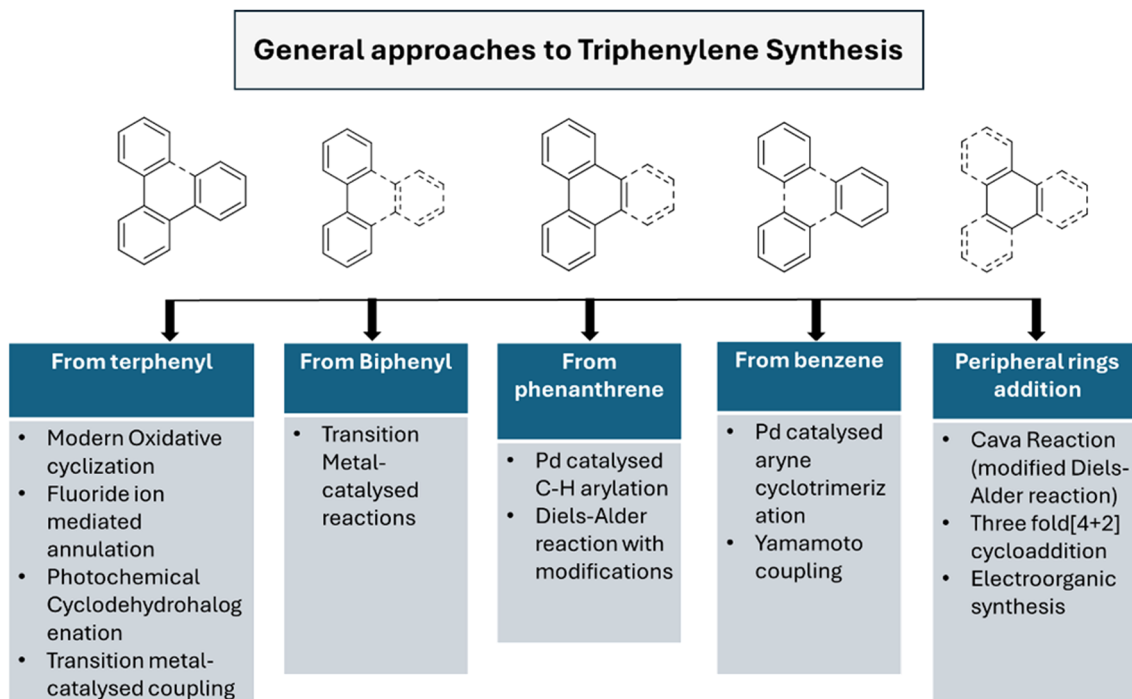 General approaches to Triphenylene Synthesis
From terphenyl
• Modern Oxidative
cyclization
• Fluoride ion
mediated
annulation
• Photochemical
Cyclodehydrohalog
enation
• Transition metal-
catalysed coupling
From Biphenyl
• Transition
Metal-
catalysed
reactions
From
phenanthrene
• Pd catalysed
C-H arylation
• Diels-Alder
reaction with
modifications
From benzene
• Pd catalysed
aryne
cyclotrimeriz
ation
• Yamamoto
coupling
Peripheral rings
addition
• Cava Reaction
(modified Diels-
Alder reaction)
• Three fold[4+2]
cycloaddition
• Electroorganic
synthesis